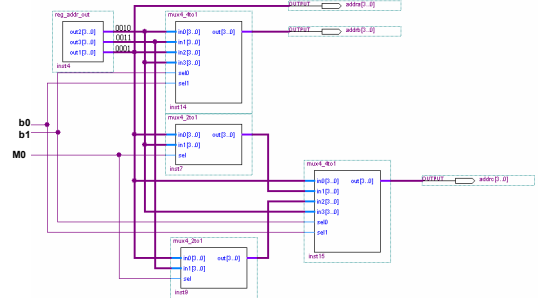 OUTPUT addra[3..0]
reg_addr_out
mux4_4to1
out2[3..0] 0010 in0[3..0] out[3..0] OUTPUT addrb[3..0]
out3[3..0] 0011 in1[3..0]
out1[3..0] 0001 in2[3..0]
in3[3..0]
inst4 sel0
sel1
inst14
b0 mux4_2to1
b1 in0[3..0] out[3..0]
in1[3..0]
M0 sel
inst7 mux4_4to1
in0[3..0] out[3..0] OUTPUT addrc[3..0]
in1[3..0]
in2[3..0]
in3[3..0]
sel0
sel1
mux4_2to1
in0[3..0] out[3..0] inst15
in1[3..0]
sel
inst9